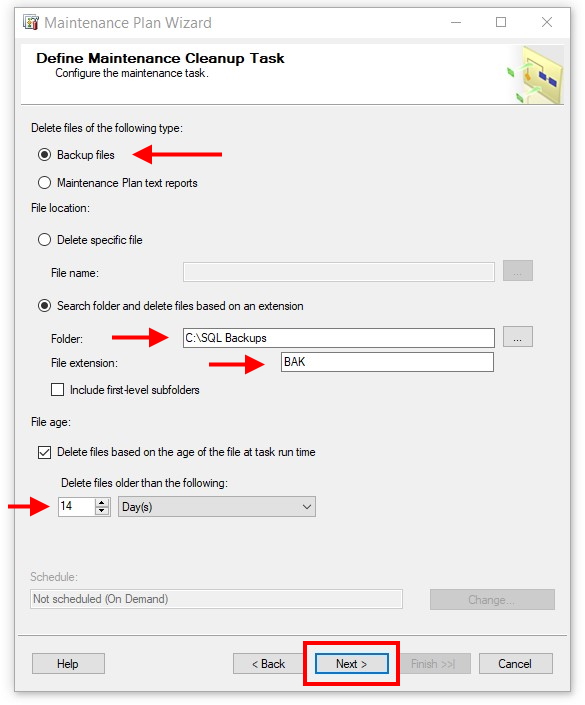 Maintenance Plan Wizard
Define Maintenance Cleanup Task
Configure the maintenance task.
Delete files of the following type:
Backup files
Maintenance Plan text reports
File location:
Delete specific file
File name:
...
Search folder and delete files based on an extension
Folder: C:\SQL Backups ...
File extension: BAK
Include first-level subfolders
File age:
Delete files based on the age of the file at task run time
Delete files older than the following:
14 Day(s)
Schedule:
Not scheduled (On Demand) Change...
Help < Back Next > Finish >>| Cancel